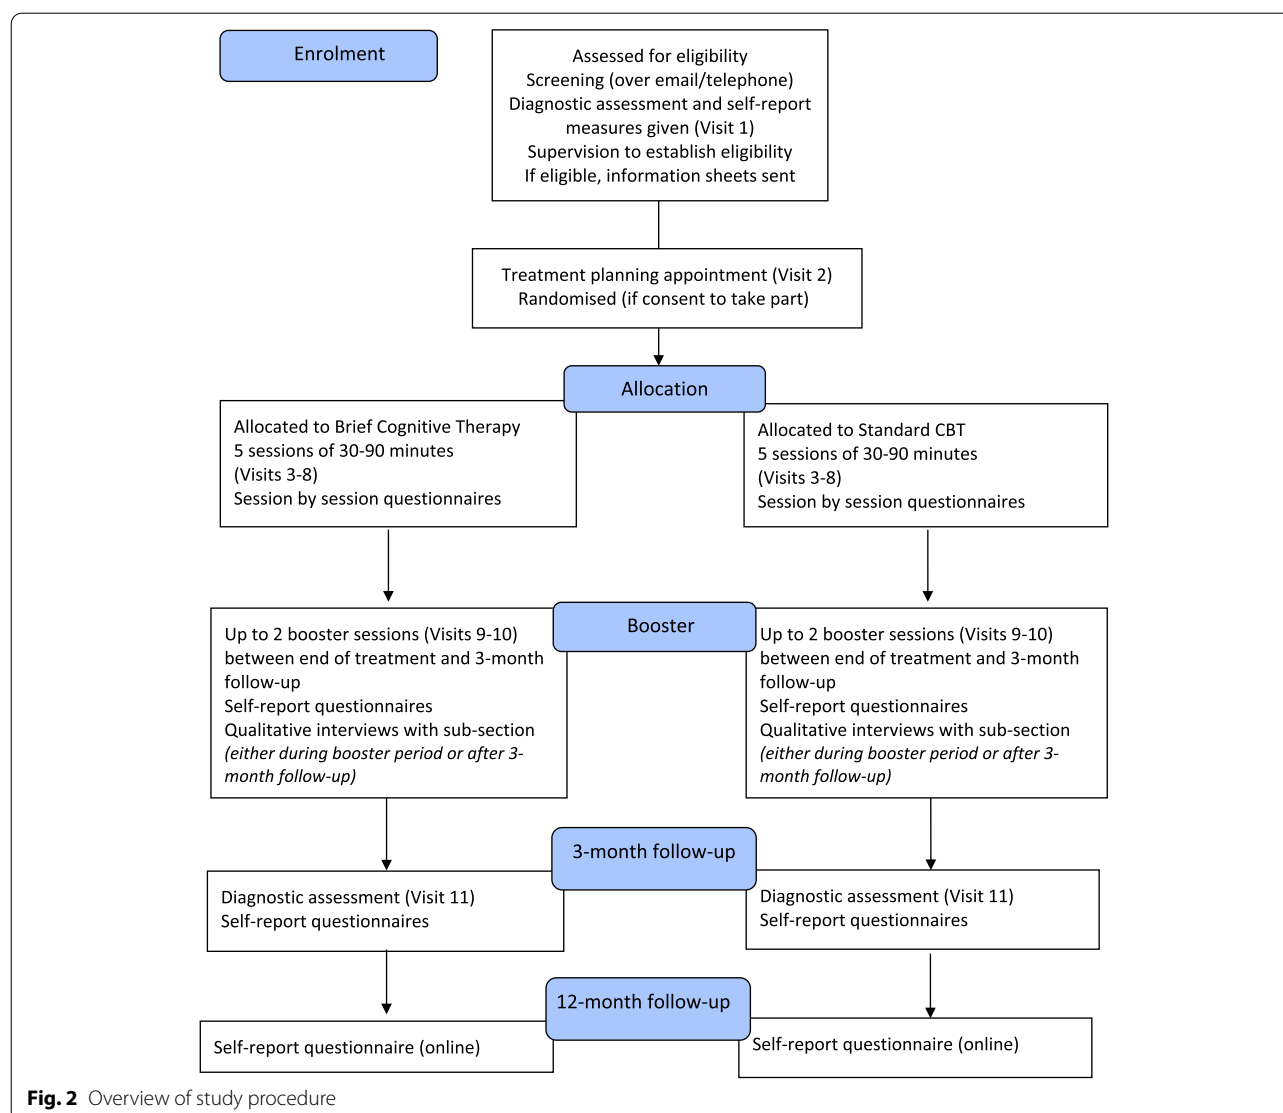 Enrolment
Assessed for eligibility
Screening (over email/telephone)
Diagnostic assessment and self-report
measures given (Visit 1)
Supervision to establish eligibility
If eligible, information sheets sent
Treatment planning appointment (Visit 2)
Randomised (if consent to take part)
Allocation
Allocated to Brief Cognitive Therapy
5 sessions of 30-90 minutes
(Visits 3-8)
Session by session questionnaires
Allocated to Standard CBT
5 sessions of 30-90 minutes
(Visits 3-8)
Session by session questionnaires
Booster
Up to 2 booster sessions (Visits 9-10)
between end of treatment and 3-month
follow-up
Self-report questionnaires
Qualitative interviews with sub-section
(either during booster period or after 3-
month follow-up)
Up to 2 booster sessions (Visits 9-10)
between end of treatment and 3-month
follow-up
Self-report questionnaires
Qualitative interviews with sub-section
(either during booster period or after 3-
month follow-up)
3-month follow-up
Diagnostic assessment (Visit 11)
Self-report questionnaires
Diagnostic assessment (Visit 11)
Self-report questionnaires
12-month follow-up
Self-report questionnaire (online)
Self-report questionnaire (online)
Fig. 2 Overview of study procedure